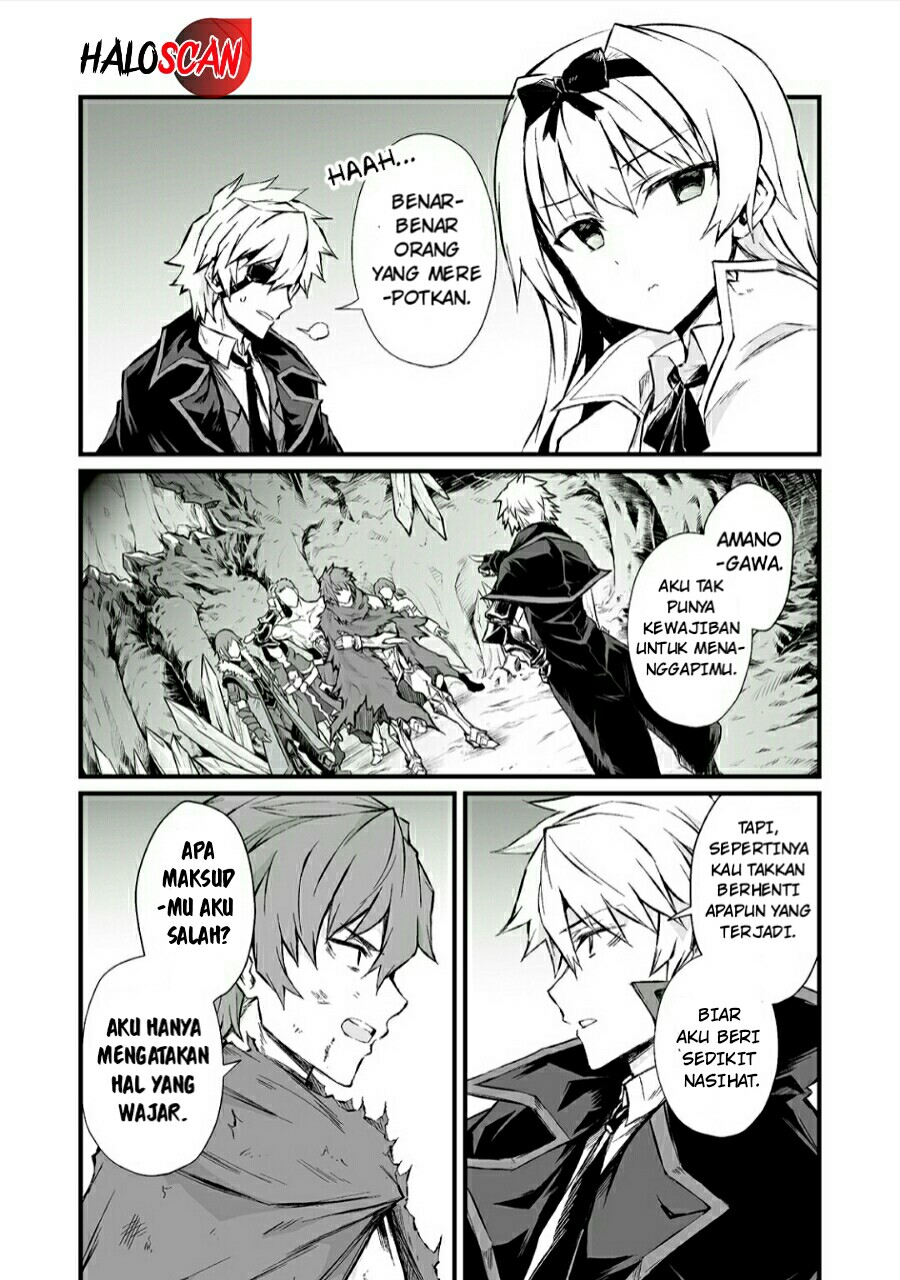 HALOSCAN
HAAH...
BENAR-
BENAR
ORANG
YANG MERE
-POTKAN.
AMANO
-GAWA.
AKU TAK
PUNYA
KEWAJIBAN
UNTUK MENA-
NGGAPIMU.
TAPI,
SEPERTINYA
KAU TAKKAN
BERHENTI
APAPUN YANG
TERJADI.
BIAR
AKU BERI
SEDIKIT
NASIHAT.
APA
MAKSUD
-MU AKU
SALAH?
AKU HANYA
MENGATAKAN
HAL YANG
WAJAR.